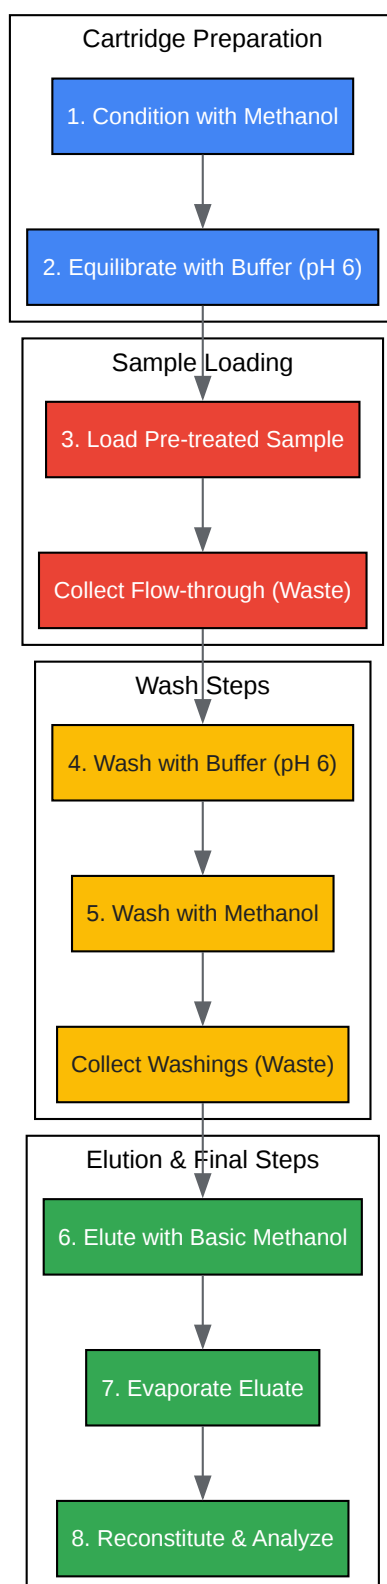 Cartridge Preparation
1. Condition with Methanol
2. Equilibrate with Buffer (pH 6)
Sample Loading
3. Load Pre-treated Sample
Collect Flow-through (Waste)
Wash Steps
4. Wash with Buffer (pH 6)
5. Wash with Methanol
Collect Washings (Waste)
Elution & Final Steps
6. Elute with Basic Methanol
7. Evaporate Eluate
8. Reconstitute & Analyze